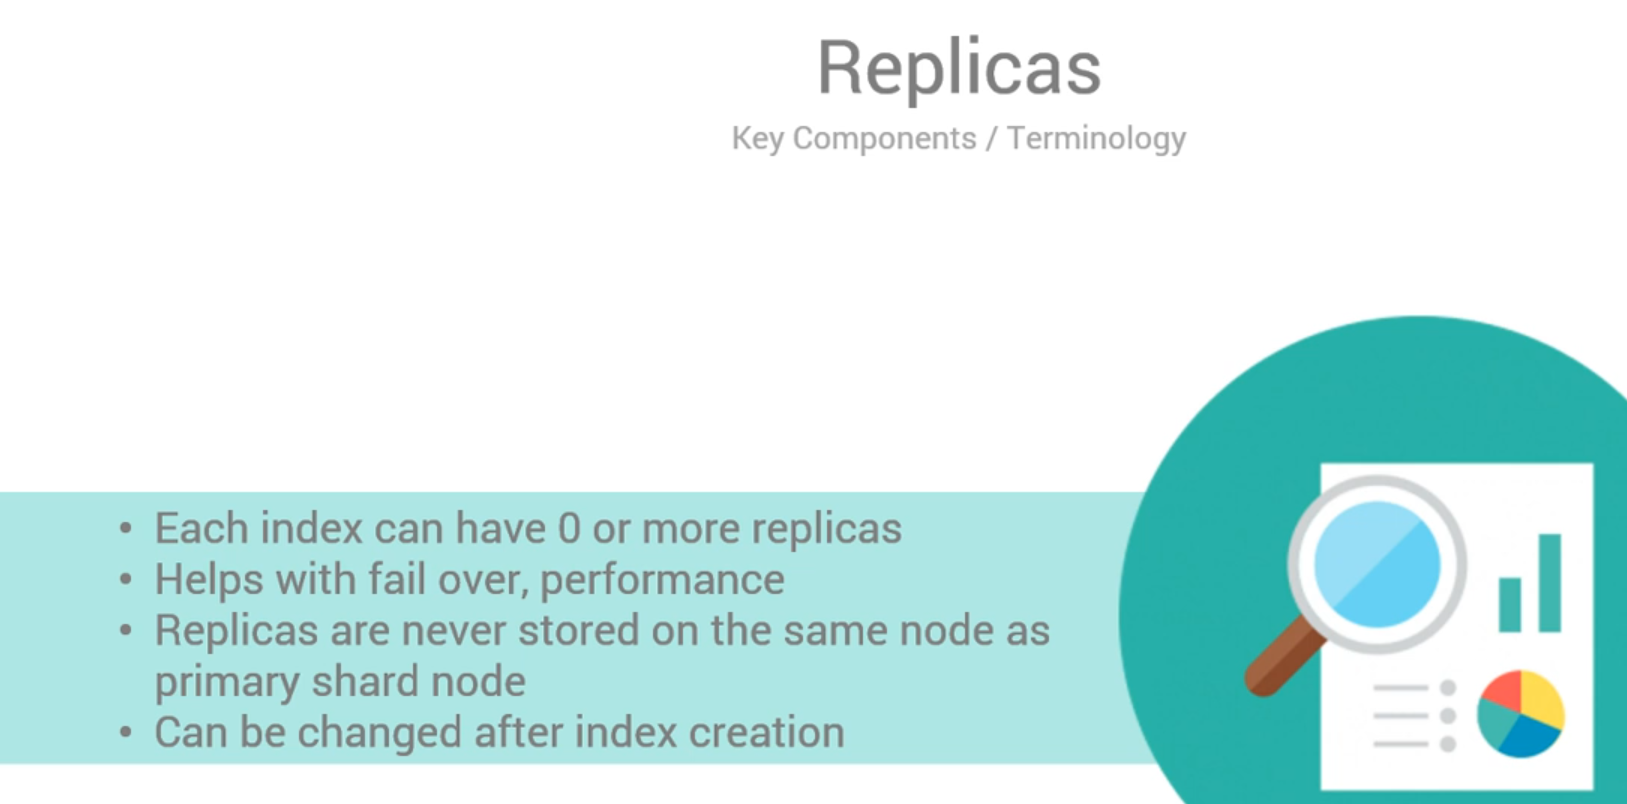 Replicas
Key Components / Terminology
• Each index can have 0 or more replicas
• Helps with fail over, performance
• Replicas are never stored on the same node as
primary shard node
• Can be changed after index creation